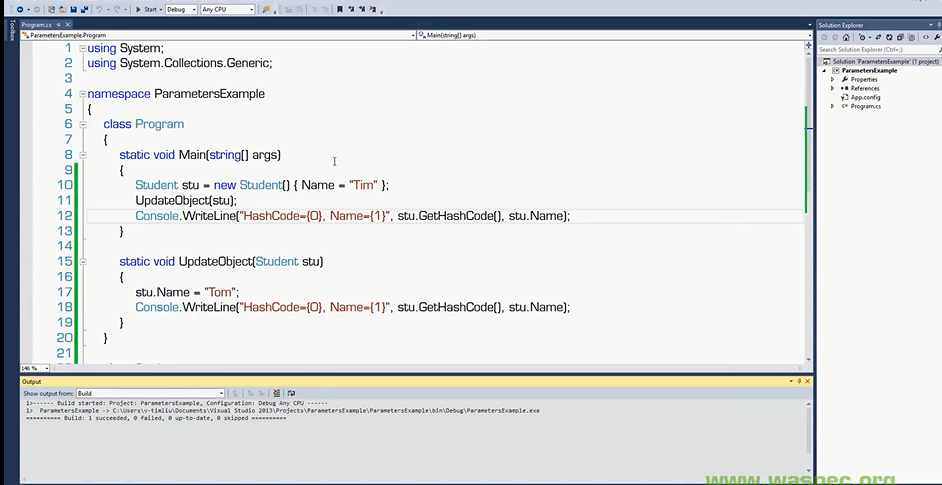 Start
Debug
Any CPU
Toolbox
Program.cs
ParametersExample.Program
Main(string[] args)
1 using System;
2 using System.Collections.Generic;
3
4 namespace ParametersExample
5 {
6 class Program
7 {
8 static void Main(string[] args)
9 {
10 Student stu = new Student() { Name = "Tim" };
11 UpdateObject(stu);
12 Console.WriteLine("HashCode={0}, Name={1}", stu.GetHashCode(), stu.Name);
13 }
14
15 static void UpdateObject(Student stu)
16 {
17 stu.Name = "Tom";
18 Console.WriteLine("HashCode={0}, Name={1}", stu.GetHashCode(), stu.Name);
19 }
20 }
21
146 %
Solution Explorer
Search Solution Explorer (Ctrl+;)
Solution 'ParametersExample' (1 project)
ParametersExample
Properties
References
App.config
Program.cs
Output
Show output from: Build
1>------ Build started: Project: ParametersExample, Configuration: Debug Any CPU ------
1> ParametersExample -> C:\Users\v-timliu\Documents\Visual Studio 2013\Projects\ParametersExample\ParametersExample\bin\Debug\ParametersExample.exe
========== Build: 1 succeeded, 0 failed, 0 up-to-date, 0 skipped ==========